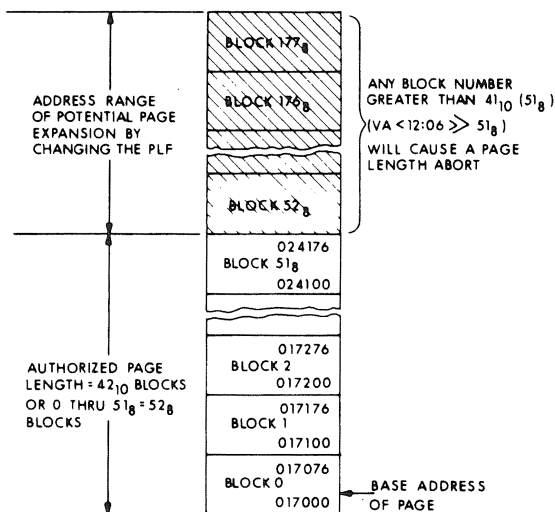 BLOCK 177₈
BLOCK 176₈
BLOCK 52₈
ADDRESS RANGE
OF POTENTIAL PAGE
EXPANSION BY
CHANGING THE PLF
ANY BLOCK NUMBER
GREATER THAN 41₁₀ (51₈)
(VA <12:06 ≫ 51₈)
WILL CAUSE A PAGE
LENGTH ABORT
024176
BLOCK 51₈
024100
AUTHORIZED PAGE
LENGTH = 42₁₀ BLOCKS
OR 0 THRU 51₈ = 52₈
BLOCKS
017276
BLOCK 2
017200
017176
BLOCK 1
017100
017076
BLOCK 0
017000
BASE ADDRESS
OF PAGE